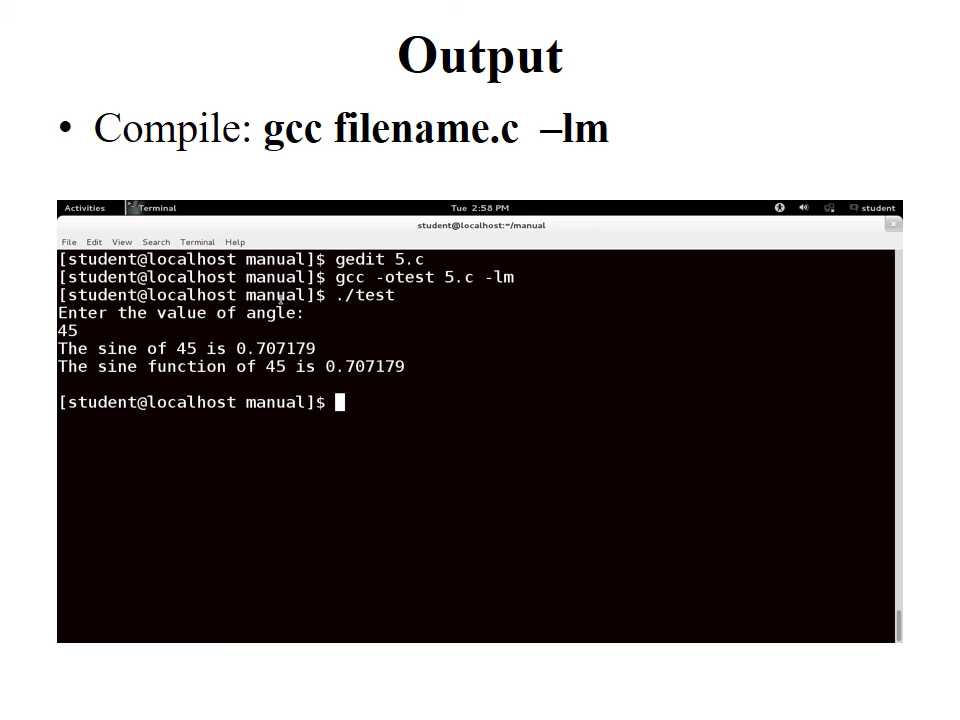 Output
• Compile: gcc filename.c –lm
Activities Terminal Tue 2:58 PM student
student@localhost:~/manual
File Edit View Search Terminal Help
[student@localhost manual]$ gedit 5.c
[student@localhost manual]$ gcc -otest 5.c -lm
[student@localhost manual]$ ./test
Enter the value of angle:
45
The sine of 45 is 0.707179
The sine function of 45 is 0.707179
[student@localhost manual]$